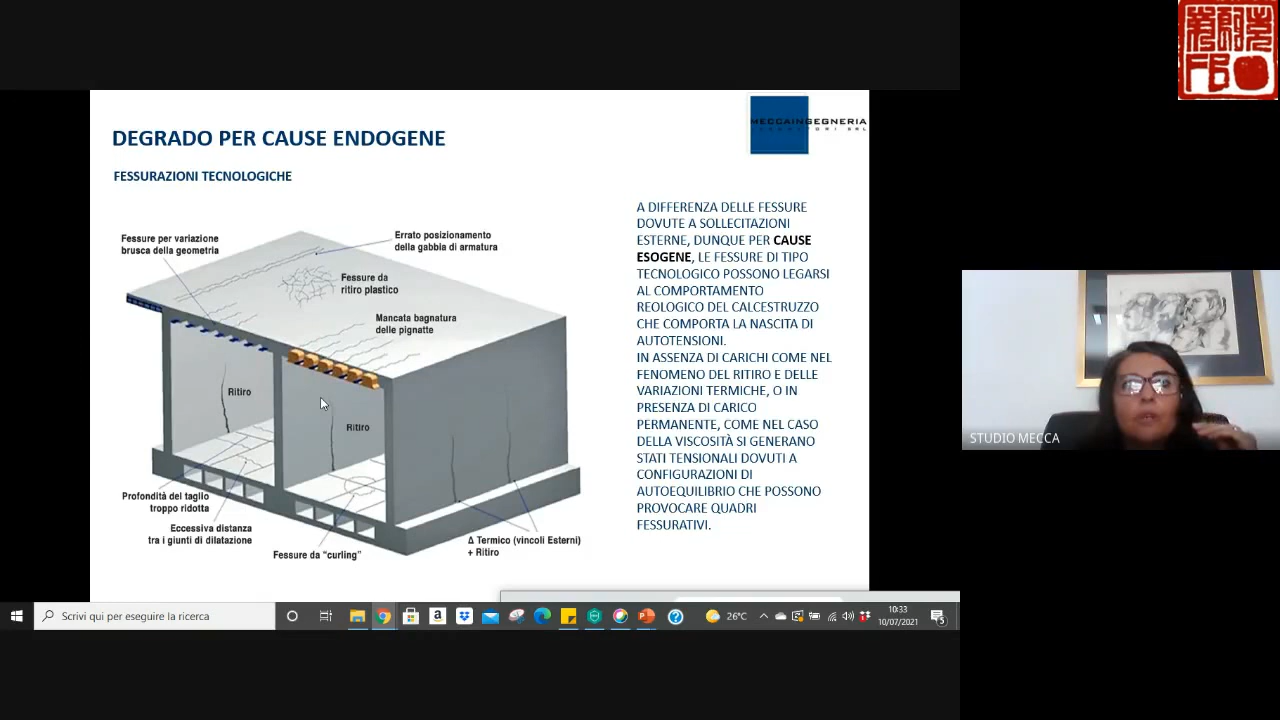 DEGRADO PER CAUSE ENDOGENE
FESSURAZIONI TECNOLOGICHE
MECCAINGEGNERIA
Fessure per variazione
brusca della geometria
Errato posizionamento
della gabbia di armatura
Fessure da
ritiro plastico
Mancata bagnatura
delle pignatte
Ritiro
Ritiro
Profondità del taglio
troppo ridotta
Eccessiva distanza
tra i giunti di dilatazione
Fessure da "curling"
Δ Termico (vincoli Esterni)
+ Ritiro
A DIFFERENZA DELLE FESSURE
DOVUTE A SOLLECITAZIONI
ESTERNE, DUNQUE PER CAUSE
ESOGENE, LE FESSURE DI TIPO
TECNOLOGICO POSSONO LEGARSI
AL COMPORTAMENTO
REOLOGICO DEL CALCESTRUZZO
CHE COMPORTA LA NASCITA DI
AUTOTENSIONI.
IN ASSENZA DI CARICHI COME NEL
FENOMENO DEL RITIRO E DELLE
VARIAZIONI TERMICHE, O IN
PRESENZA DI CARICO
PERMANENTE, COME NEL CASO
DELLA VISCOSITÀ SI GENERANO
STATI TENSIONALI DOVUTI A
CONFIGURAZIONI DI
AUTOEQUILIBRIO CHE POSSONO
PROVOCARE QUADRI
FESSURATIVI.
STUDIO MECCA
Scrivi qui per eseguire la ricerca
26°C
10:33
10/07/2021
5